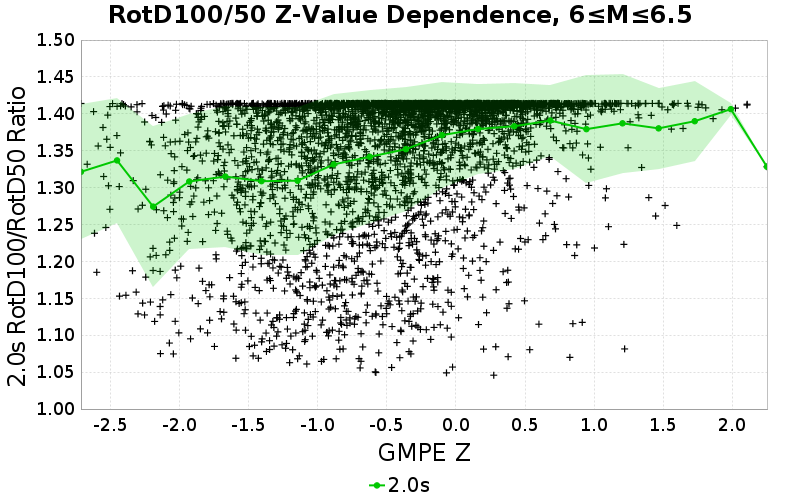 RotD100/50 Z-Value Dependence, 6≤M≤6.5
2.0s RotD100/RotD50 Ratio
1.50
1.45
1.40
1.35
1.30
1.25
1.20
1.15
1.10
1.05
1.00
-2.5 -2.0 -1.5 -1.0 -0.5 0.0 0.5 1.0 1.5 2.0
GMPE Z
2.0s